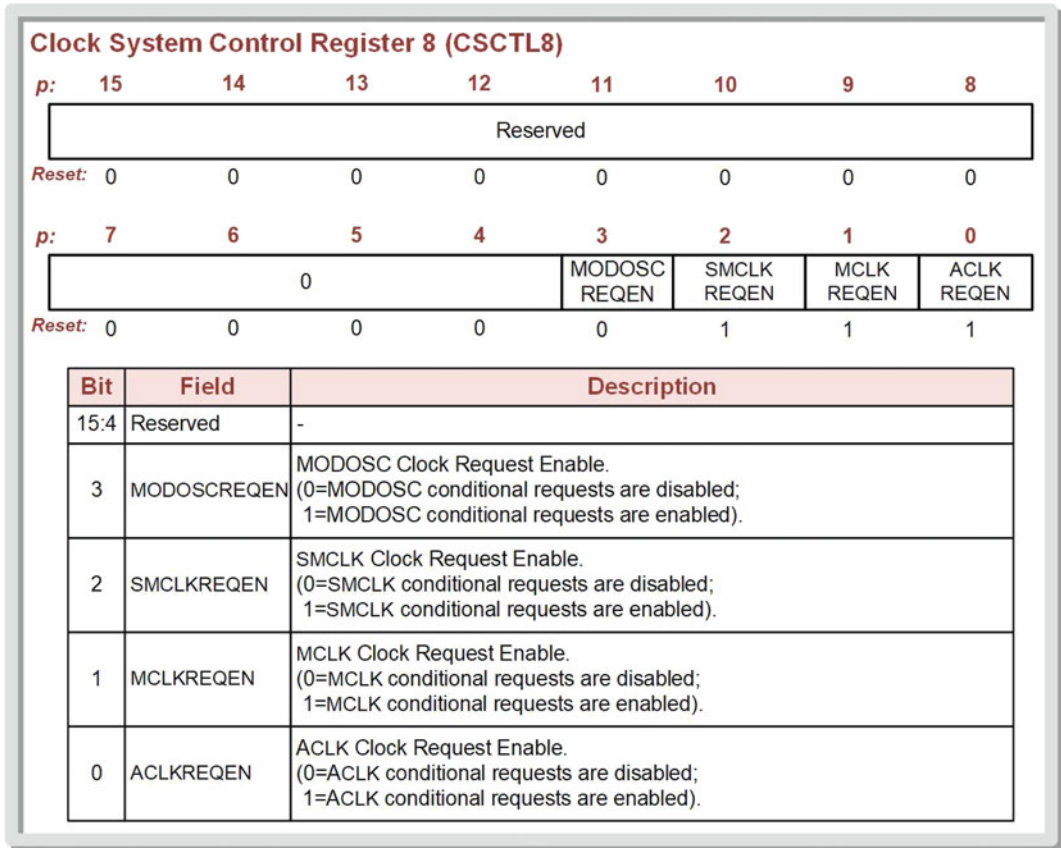 Clock System Control Register 8 (CSCTL8)
p: 15 14 13 12 11 10 9 8
Reserved
Reset: 0 0 0 0 0 0 0 0
p: 7 6 5 4 3 2 1 0
0 MODOSC REQEN SMCLK REQEN MCLK REQEN ACLK REQEN
Reset: 0 0 0 0 0 1 1 1
Bit Field Description
15:4 Reserved -
MODOSC Clock Request Enable.
3 MODOSCREQEN (0=MODOSC conditional requests are disabled;
1=MODOSC conditional requests are enabled).
SMCLK Clock Request Enable.
2 SMCLKREQEN (0=SMCLK conditional requests are disabled;
1=SMCLK conditional requests are enabled).
MCLK Clock Request Enable.
1 MCLKREQEN (0=MCLK conditional requests are disabled;
1=MCLK conditional requests are enabled).
ACLK Clock Request Enable.
0 ACLKREQEN (0=ACLK conditional requests are disabled;
1=ACLK conditional requests are enabled).